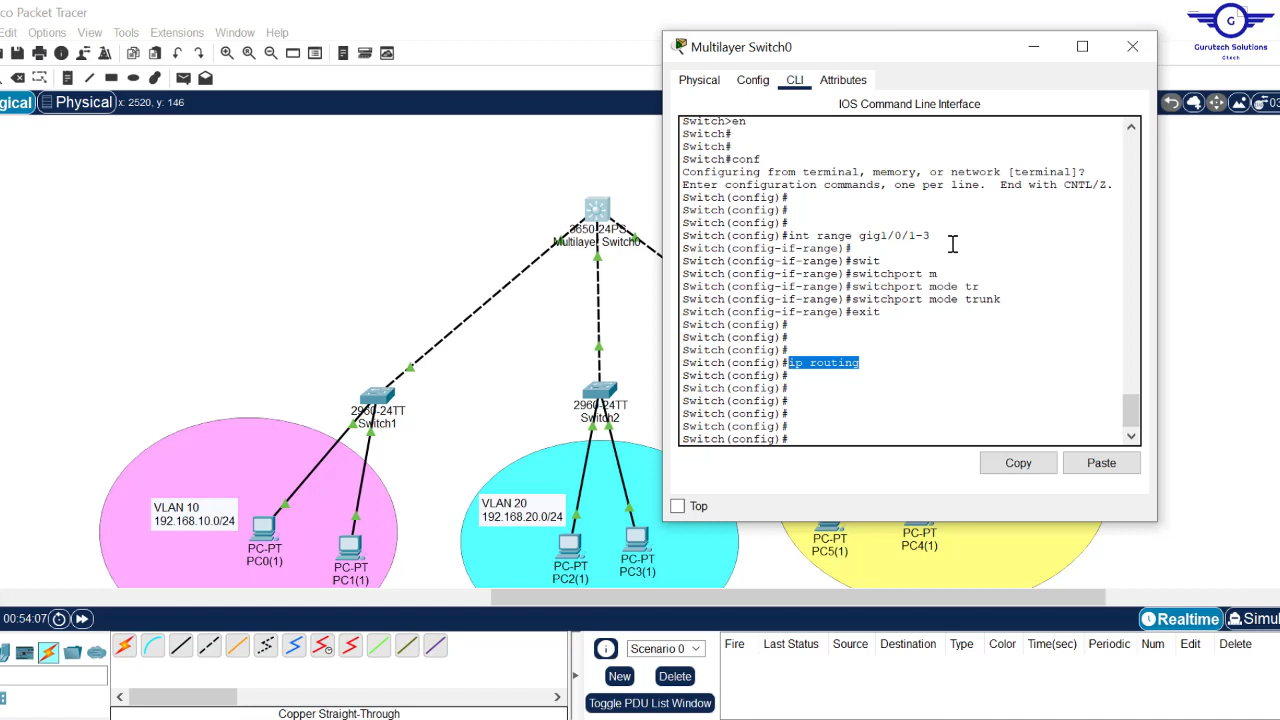 co Packet Tracer
Edit Options View Tools Extensions Window Help
gical Physical x: 2520, y: 146
Gurutech Solutions
Gtech
G
Multilayer Switch0
Physical Config CLI Attributes
IOS Command Line Interface
Switch>en
Switch#
Switch#
Switch#conf
Configuring from terminal, memory, or network [terminal]?
Enter configuration commands, one per line. End with CNTL/Z.
Switch(config)#
Switch(config)#
Switch(config)#
Switch(config)#int range gig1/0/1-3
Switch(config-if-range)#
Switch(config-if-range)#swit
Switch(config-if-range)#switchport m
Switch(config-if-range)#switchport mode tr
Switch(config-if-range)#switchport mode trunk
Switch(config-if-range)#exit
Switch(config)#
Switch(config)#
Switch(config)#
Switch(config)#ip routing
Switch(config)#
Switch(config)#
Switch(config)#
Switch(config)#
Switch(config)#
Switch(config)#
Copy Paste
Top
03
3650-24PS
Multilayer Switch0
2960-24TT
Switch1
2960-24TT
Switch2
VLAN 10
192.168.10.0/24
PC-PT
PC0(1)
PC-PT
PC1(1)
VLAN 20
192.168.20.0/24
PC-PT
PC2(1)
PC-PT
PC3(1)
PC-PT
PC5(1)
PC-PT
PC4(1)
00:54:07
Realtime Simul
Scenario 0
New Delete
Toggle PDU List Window
Fire Last Status Source Destination Type Color Time(sec) Periodic Num Edit Delete
Copper Straight-Through